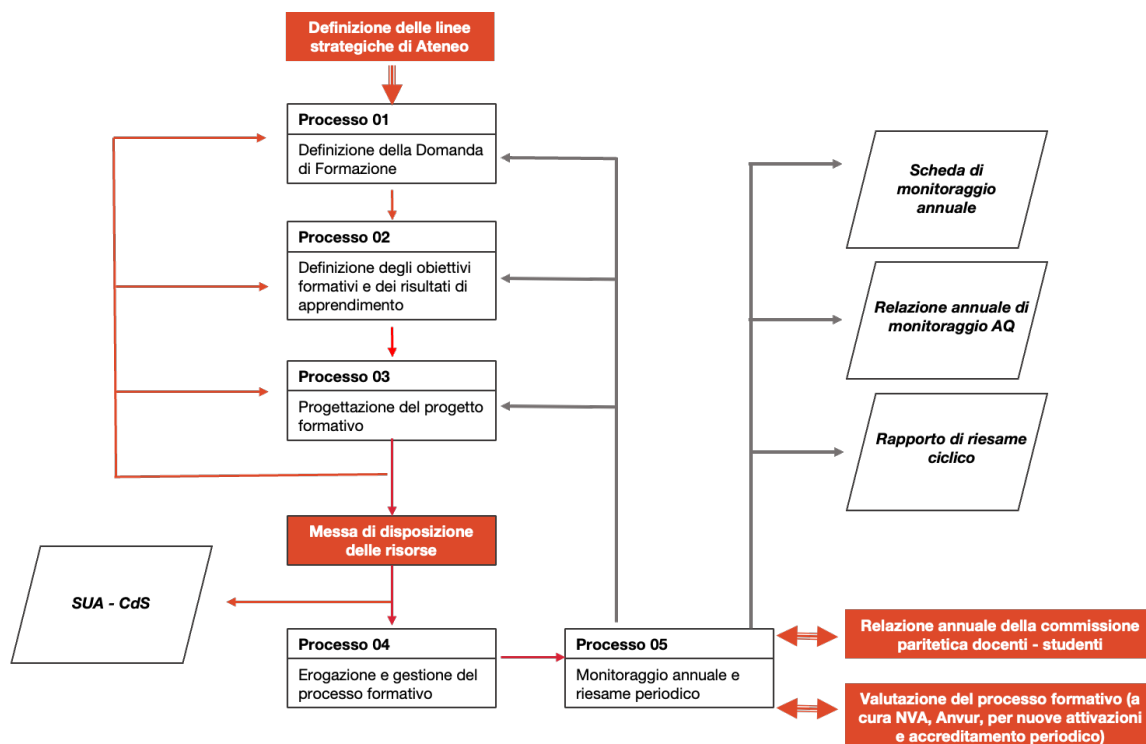 Definizione delle linee
strategiche di Ateneo
Processo 01
Definizione della Domanda
di Formazione
Processo 02
Definizione degli obiettivi
formativi e dei risultati di
apprendimento
Processo 03
Progettazione del progetto
formativo
Messa di disposizione
delle risorse
SUA - CdS
Processo 04
Erogazione e gestione del
processo formativo
Processo 05
Monitoraggio annuale e
riesame periodico
Scheda di
monitoraggio
annuale
Relazione annuale di
monitoraggio AQ
Rapporto di riesame
ciclico
Relazione annuale della commissione
paritetica docenti - studenti
Valutazione del processo formativo (a
cura NVA, Anvur, per nuove attivazioni
e accreditamento periodico)